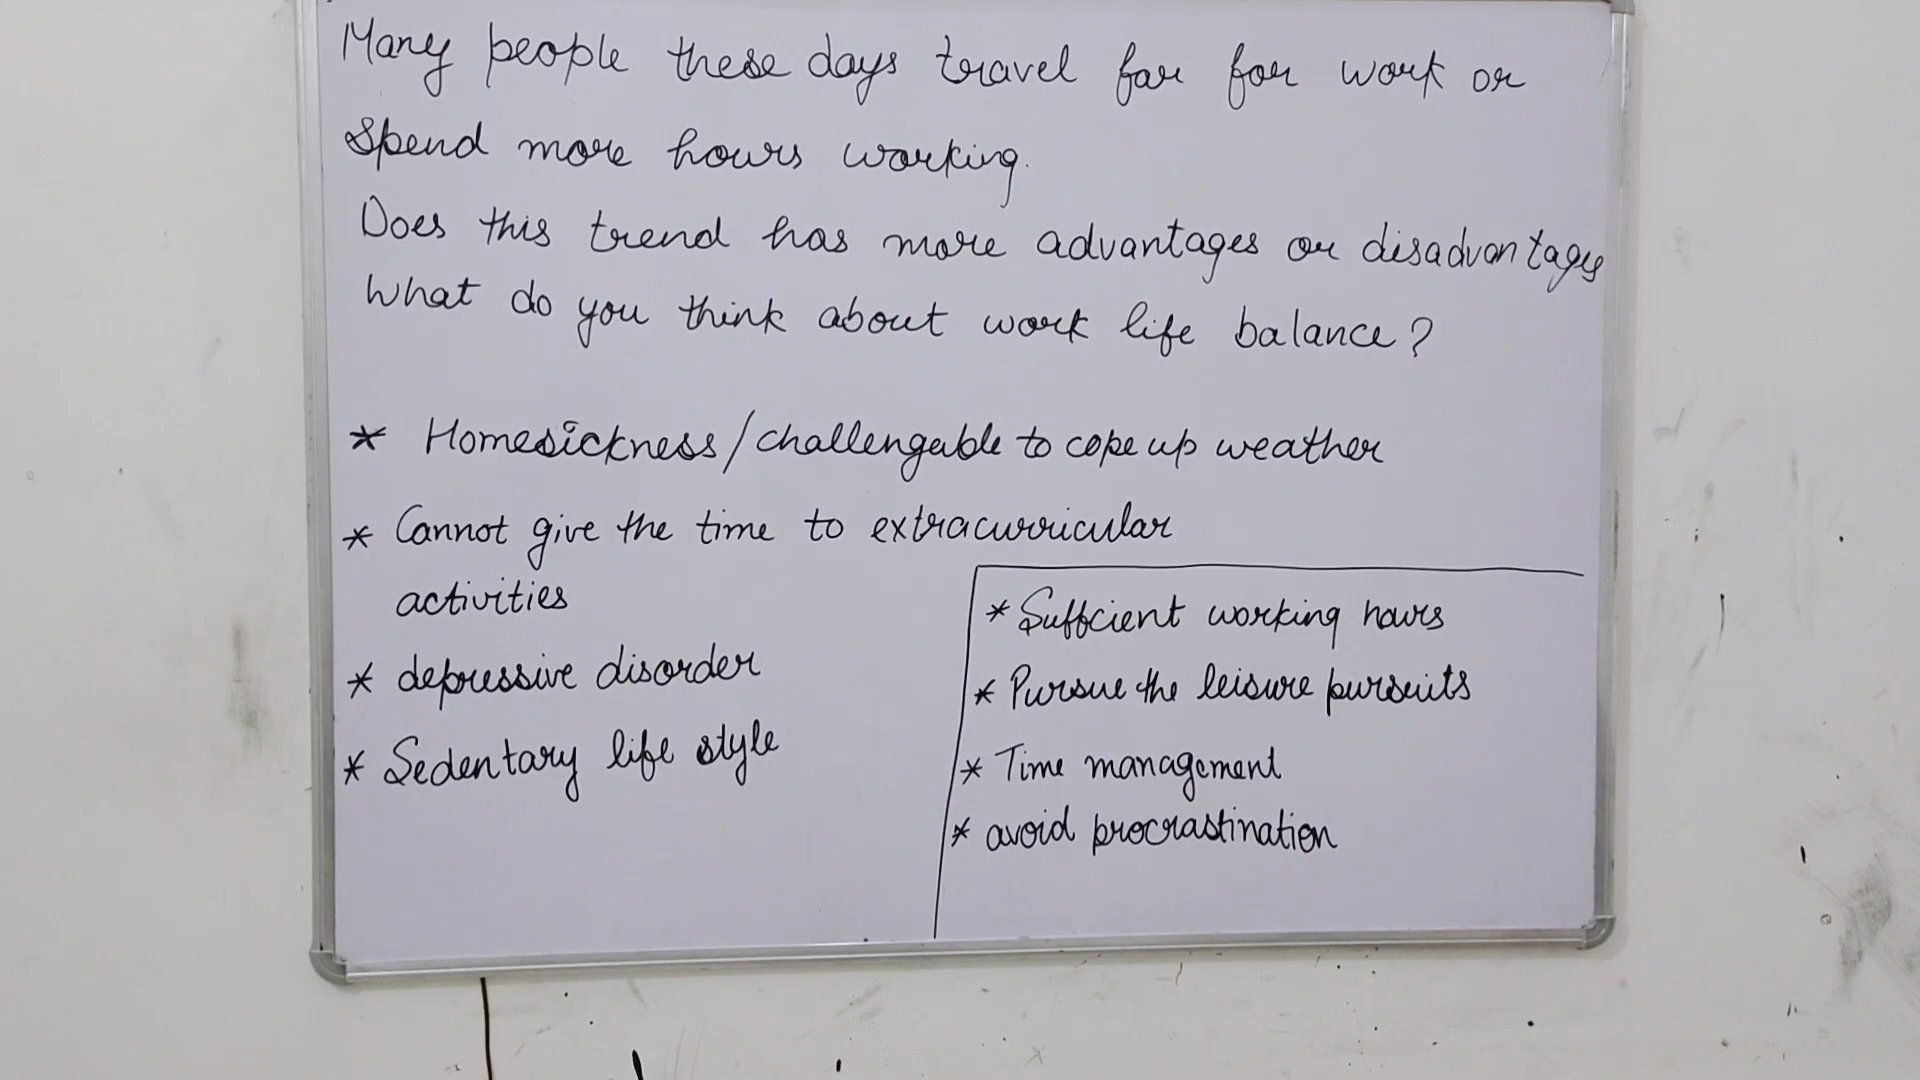 Many people these days travel far for work or
Spend more hours working.
Does this trend has more advantages or disadvantages
What do you think about work life balance?
* Homesickness/challengable to cope up weather
* Cannot give the time to extracurricular
activities
* depressive disorder
* Sedentary life style
* Suffcient working hours
* Pursue the leisure pursuits
* Time management
* avoid procrastination